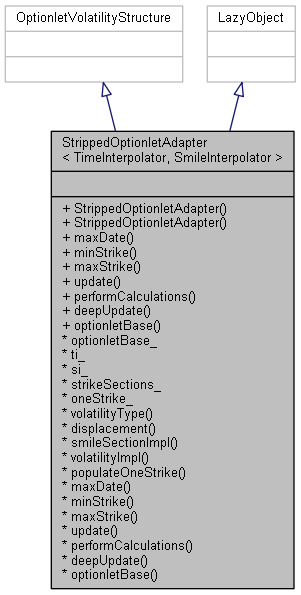 OptionletVolatilityStructure
LazyObject
StrippedOptionletAdapter
< TimeInterpolator, SmileInterpolator >
+ StrippedOptionletAdapter()
+ StrippedOptionletAdapter()
+ maxDate()
+ minStrike()
+ maxStrike()
+ update()
+ performCalculations()
+ deepUpdate()
+ optionletBase()
* optionletBase_
* ti_
* si_
* strikeSections_
* oneStrike_
* volatilityType()
* displacement()
* smileSectionImpl()
* volatilityImpl()
* populateOneStrike()
* maxDate()
* minStrike()
* maxStrike()
* update()
* performCalculations()
* deepUpdate()
* optionletBase()